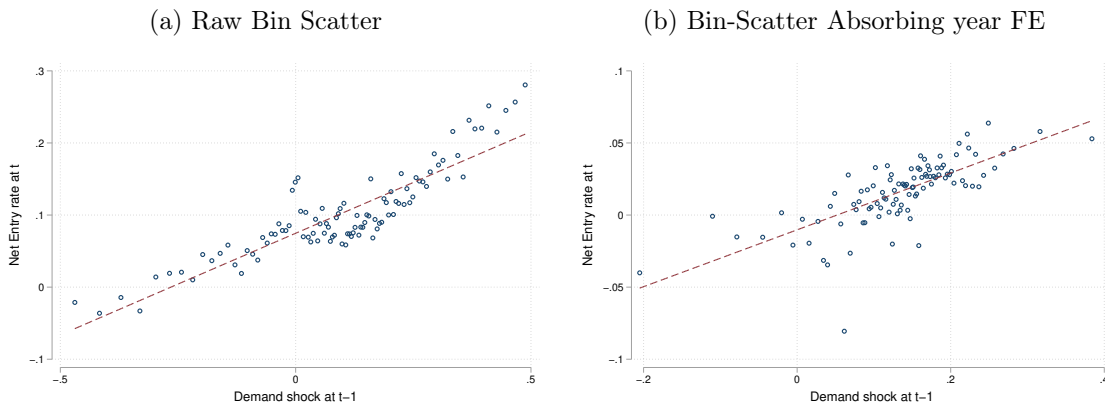 (a) Raw Bin Scatter
.3
.2
.1
0
-.1
Net Entry rate at t
-.5
0
.5
Demand shock at t-1
(b) Bin-Scatter Absorbing year FE
.1
.05
0
-.05
-.1
Net Entry rate at t
-.2
0
.2
.4
Demand shock at t-1